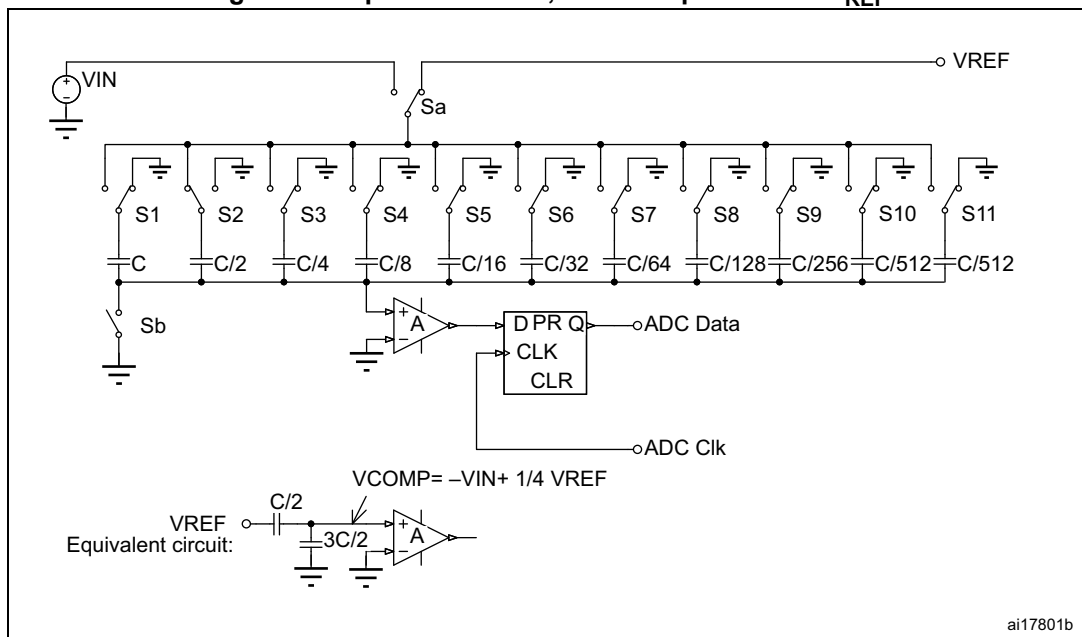 REF
VIN
VREF
Sa
S1 S2 S3 S4 S5 S6 S7 S8 S9 S10 S11
C C/2 C/4 C/8 C/16 C/32 C/64 C/128 C/256 C/512 C/512
Sb
+
A
−
D PR Q
ADC Data
CLK
CLR
ADC Clk
VCOMP= –VIN+ 1/4 VREF
C/2
VREF
+
A
−
Equivalent circuit:
3C/2
ai17801b